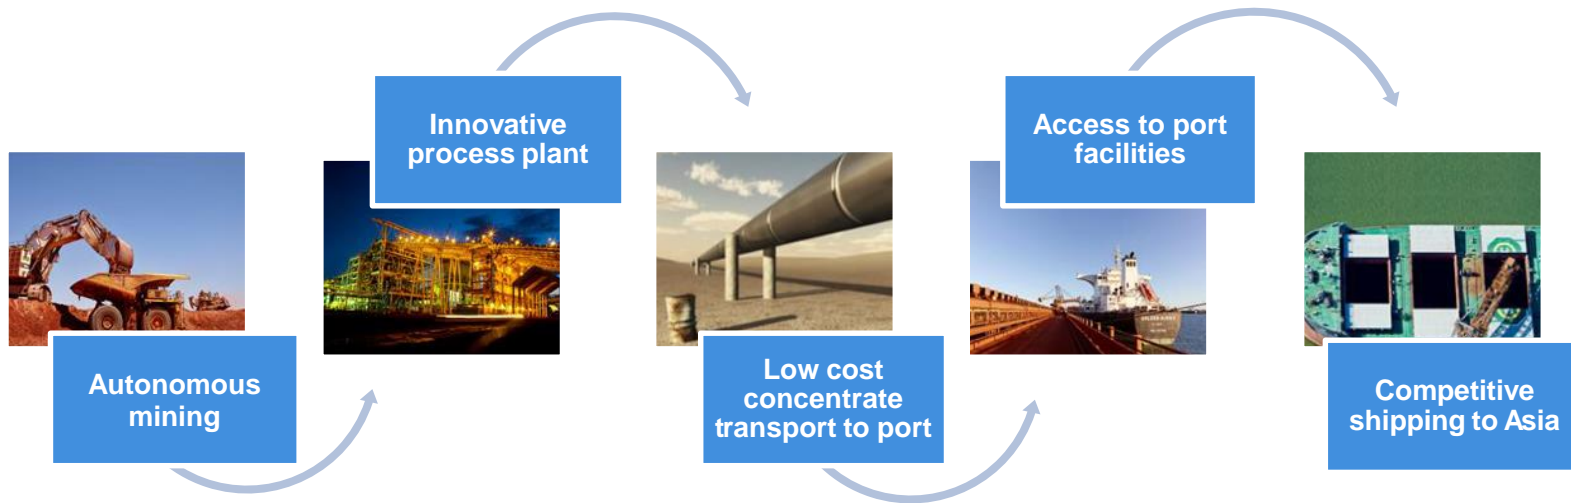 Autonomous
mining
Innovative
process plant
Low cost
concentrate
transport to port
Access to port
facilities
Competitive
shipping to Asia